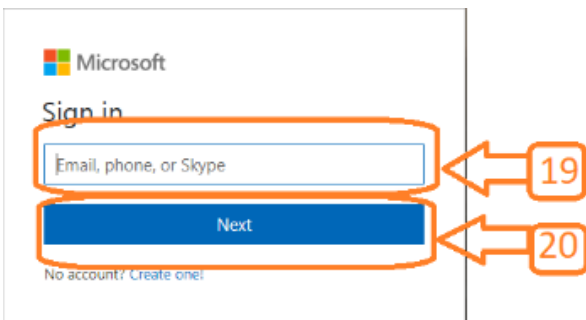 Microsoft
Sign in
Email, phone, or Skype
19
Next
20
No account? Create one!